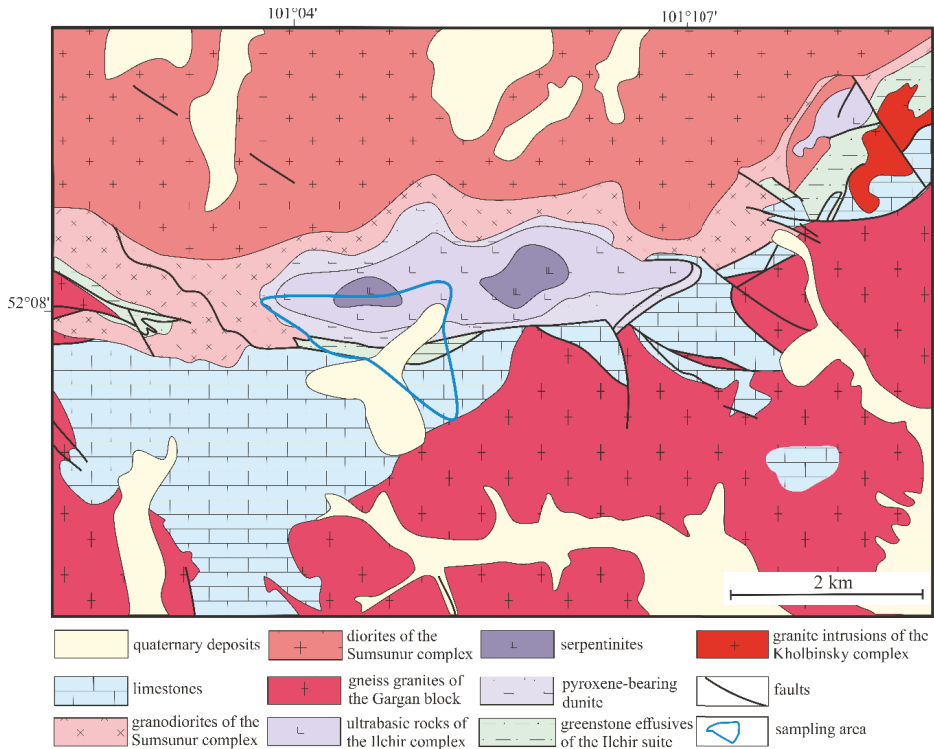 101°04'
101°107'
52°08'
2 km
quaternary deposits
diorites of the
Sumsunur complex
serpentinites
granite intrusions of the
Kholbinsky complex
limestones
gneiss granites
of the Gargan block
pyroxene-bearing
dunite
faults
granodiorites of the
Sumsunur complex
ultrabasic rocks of
the Ilchir complex
greenstone effusives
of the Ilchir suite
sampling area